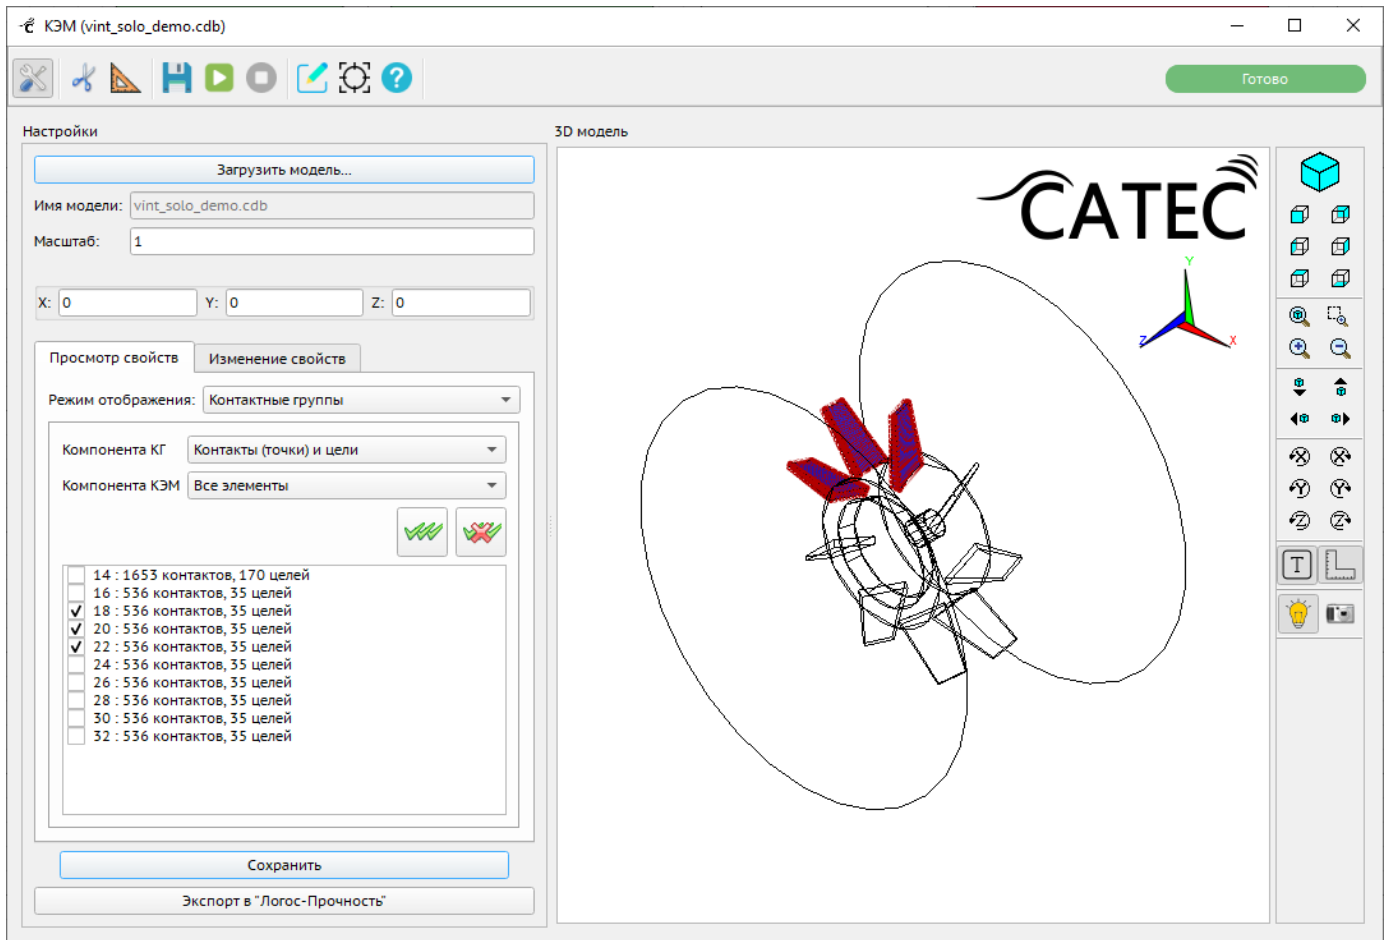 КЭМ (vint_solo_demo.cdb)
Готово
Настройки
3D модель
Загрузить модель...
Имя модели: vint_solo_demo.cdb
Масштаб: 1
X: 0 Y: 0 Z: 0
Просмотр свойств Изменение свойств
Режим отображения: Контактные группы
Компонента КГ Контакты (точки) и цели
Компонента КЭМ Все элементы
14 : 1653 контактов, 170 целей
16 : 536 контактов, 35 целей
18 : 536 контактов, 35 целей
20 : 536 контактов, 35 целей
22 : 536 контактов, 35 целей
24 : 536 контактов, 35 целей
26 : 536 контактов, 35 целей
28 : 536 контактов, 35 целей
30 : 536 контактов, 35 целей
32 : 536 контактов, 35 целей
Сохранить
Экспорт в "Логос-Прочность"
CATEC
Y
Z
X
X X
Y Y
Z Z
T